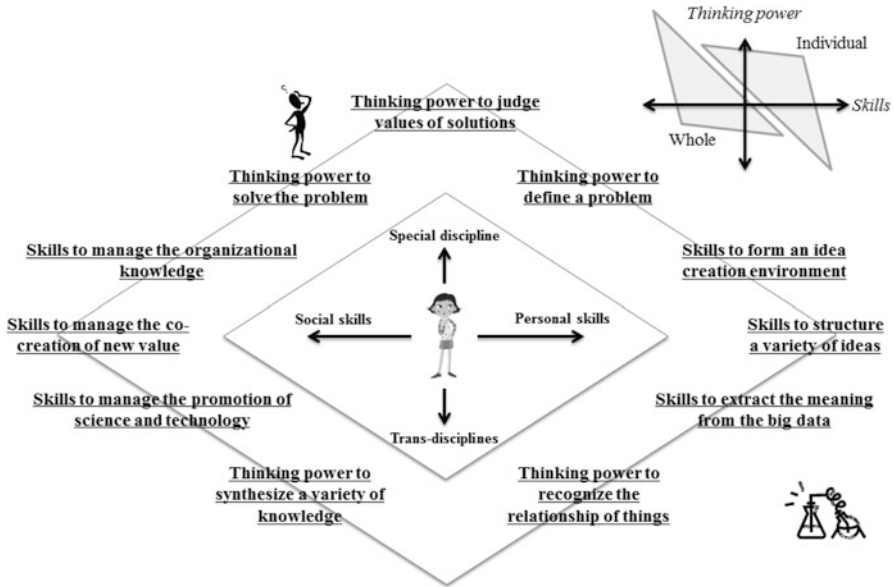 Thinking power
Individual
Skills
Whole
Thinking power to judge
values of solutions
Thinking power to
solve the problem
Thinking power to
define a problem
Skills to manage the organizational
knowledge
Special discipline
Skills to form an idea
creation environment
Skills to manage the co-
creation of new value
Social skills
Personal skills
Skills to structure
a variety of ideas
Skills to manage the promotion of
science and technology
Trans-disciplines
Skills to extract the meaning
from the big data
Thinking power to
synthesize a variety of
knowledge
Thinking power to
recognize the
relationship of things